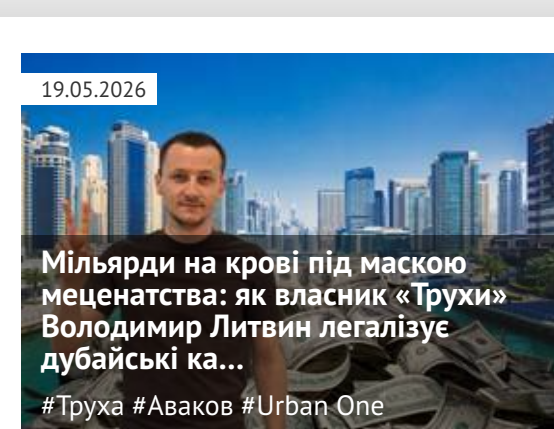 19.05.2026
Мільярди на крові під маскою
меценатства: як власник «Трухи»
Володимир Литвин легалізує
дубайські ка...
#Труха #Аваков #Urban One